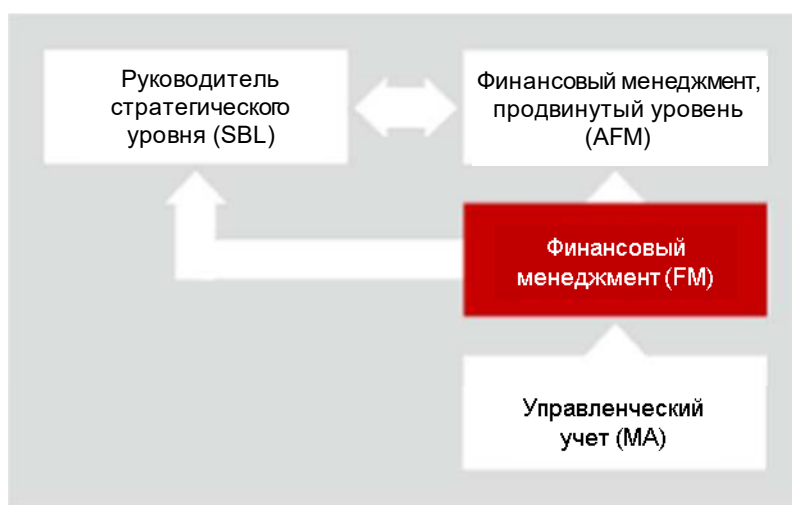 Руководитель
стратегического
уровня (SBL)
Финансовый менеджмент,
продвинутый уровень
(AFM)
Финансовый
менеджмент (FM)
Управленческий
учет (MA)